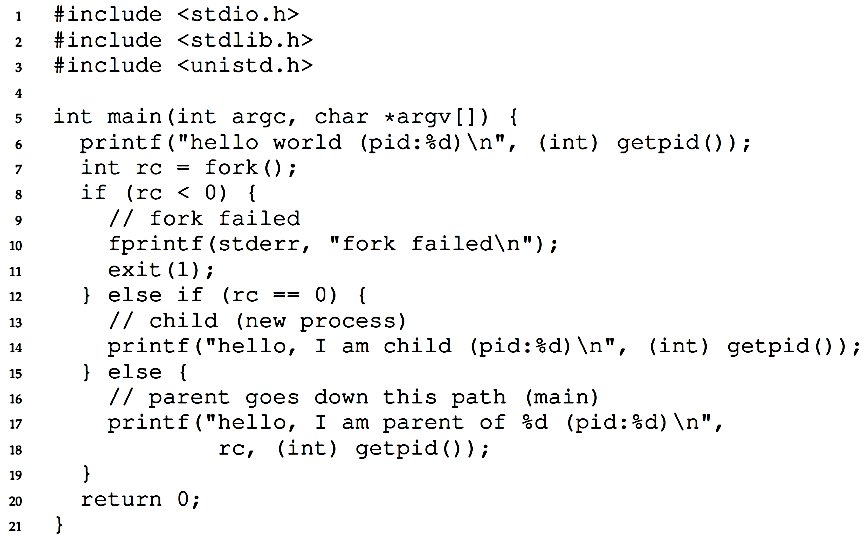 1 #include <stdio.h>
2 #include <stdlib.h>
3 #include <unistd.h>
4
5 int main(int argc, char *argv[]) {
6   printf("hello world (pid:%d)\n", (int) getpid());
7   int rc = fork();
8   if (rc < 0) {
9     // fork failed
10     fprintf(stderr, "fork failed\n");
11     exit(1);
12   } else if (rc == 0) {
13     // child (new process)
14     printf("hello, I am child (pid:%d)\n", (int) getpid());
15   } else {
16     // parent goes down this path (main)
17     printf("hello, I am parent of %d (pid:%d)\n",
18             rc, (int) getpid());
19   }
20   return 0;
21 }